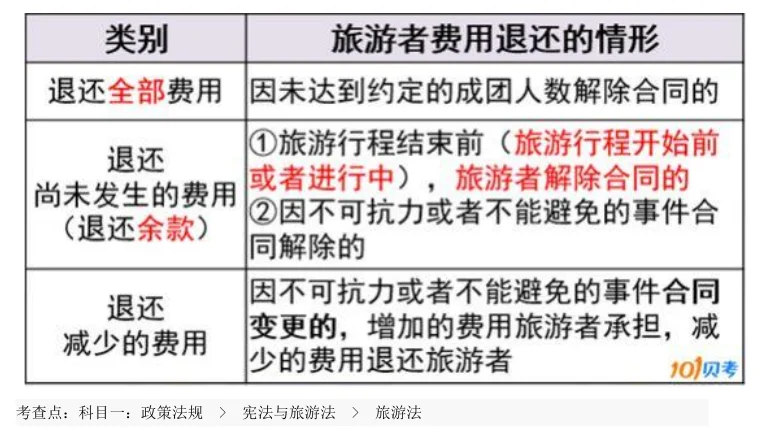 类别
旅游者费用退还的情形
退还全部费用
因未达到约定的成团人数解除合同的
退还
尚未发生的费用
（退还余款）
①旅游行程结束前（旅游行程开始前
或者进行中），旅游者解除合同的
②因不可抗力或者不能避免的事件合
同解除的
退还
减少的费用
因不可抗力或者不能避免的事件合同
变更的，增加的费用旅游者承担，减
少的费用退还旅游者
101贝考
考查点：科目一：政策法规 > 宪法与旅游法 > 旅游法